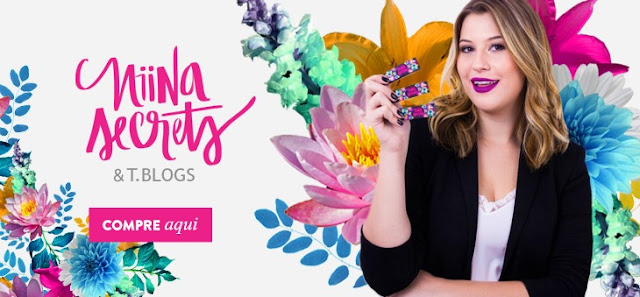 NiiNa
secrets
& T.BLOGS
COMPRE aqui